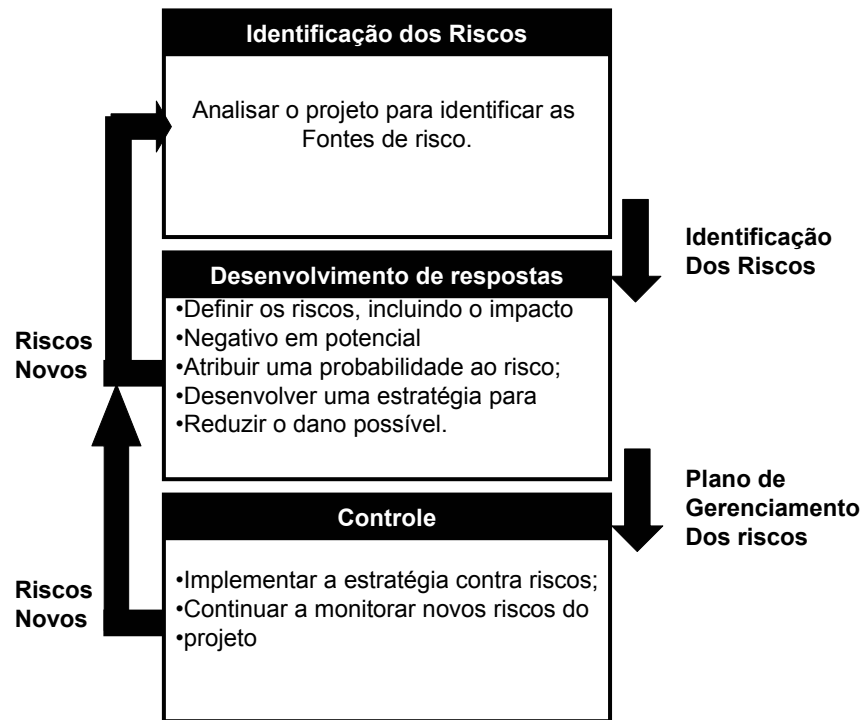 Identificação dos Riscos
Analisar o projeto para identificar as
Fontes de risco.
Identificação
Dos Riscos
Desenvolvimento de respostas
•Definir os riscos, incluindo o impacto
•Negativo em potencial
•Atribuir uma probabilidade ao risco;
•Desenvolver uma estratégia para
•Reduzir o dano possível.
Riscos
Novos
Plano de
Gerenciamento
Dos riscos
Controle
•Implementar a estratégia contra riscos;
•Continuar a monitorar novos riscos do
•projeto
Riscos
Novos